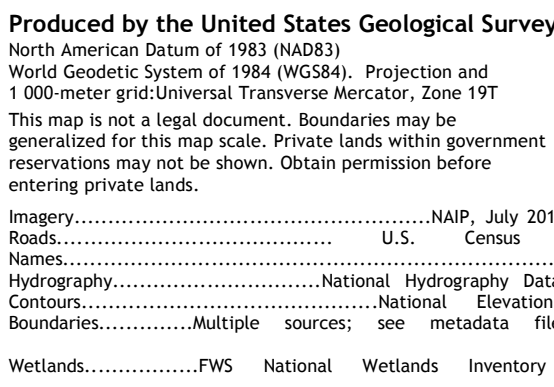 Produced by the United States Geological Survey
North American Datum of 1983 (NAD83)
World Geodetic System of 1984 (WGS84). Projection and
1 000-meter grid:Universal Transverse Mercator, Zone 19T
This map is not a legal document. Boundaries may be
generalized for this map scale. Private lands within government
reservations may not be shown. Obtain permission before
entering private lands.
Imagery....................................................NAIP, July 201
Roads......................................... U.S. Census
Names.....................................................................
Hydrography...............................National Hydrography Data
Contours............................................National Elevation
Boundaries..............Multiple sources; see metadata file
Wetlands.................FWS National Wetlands Inventory